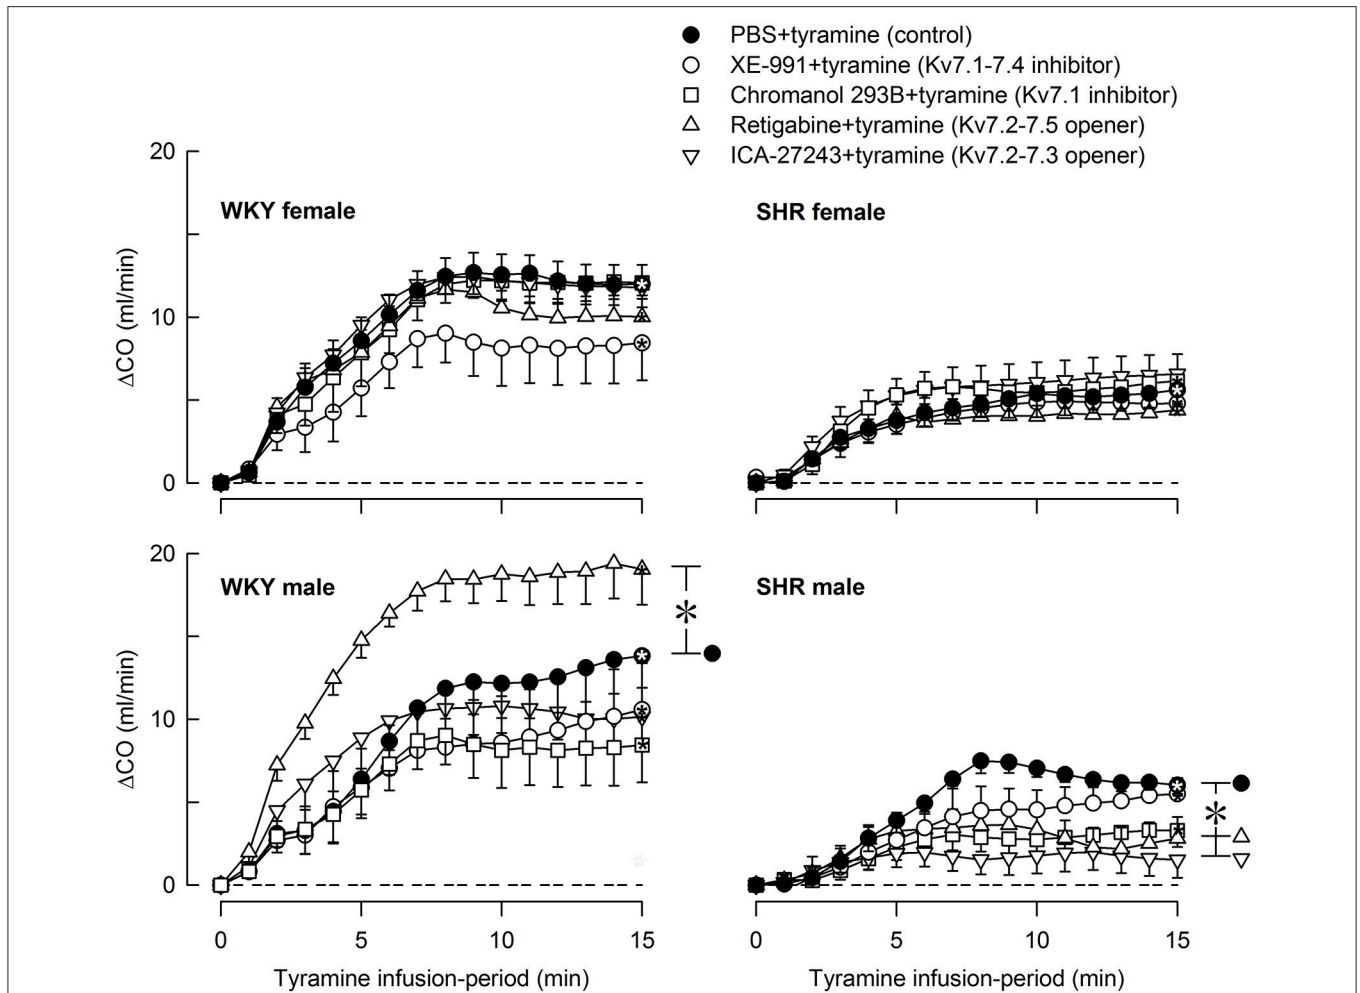 PBS+tyramine (control)
XE-991+tyramine (Kv7.1-7.4 inhibitor)
Chromanol 293B+tyramine (Kv7.1 inhibitor)
Retigabine+tyramine (Kv7.2-7.5 opener)
ICA-27243+tyramine (Kv7.2-7.3 opener)
20
WKY female
SHR female
ΔCO (ml/min)
10
0
20
WKY male
SHR male
*
ΔCO (ml/min)
10
*
0
0 5 10 15
0 5 10 15
Tyramine infusion-period (min)
Tyramine infusion-period (min)